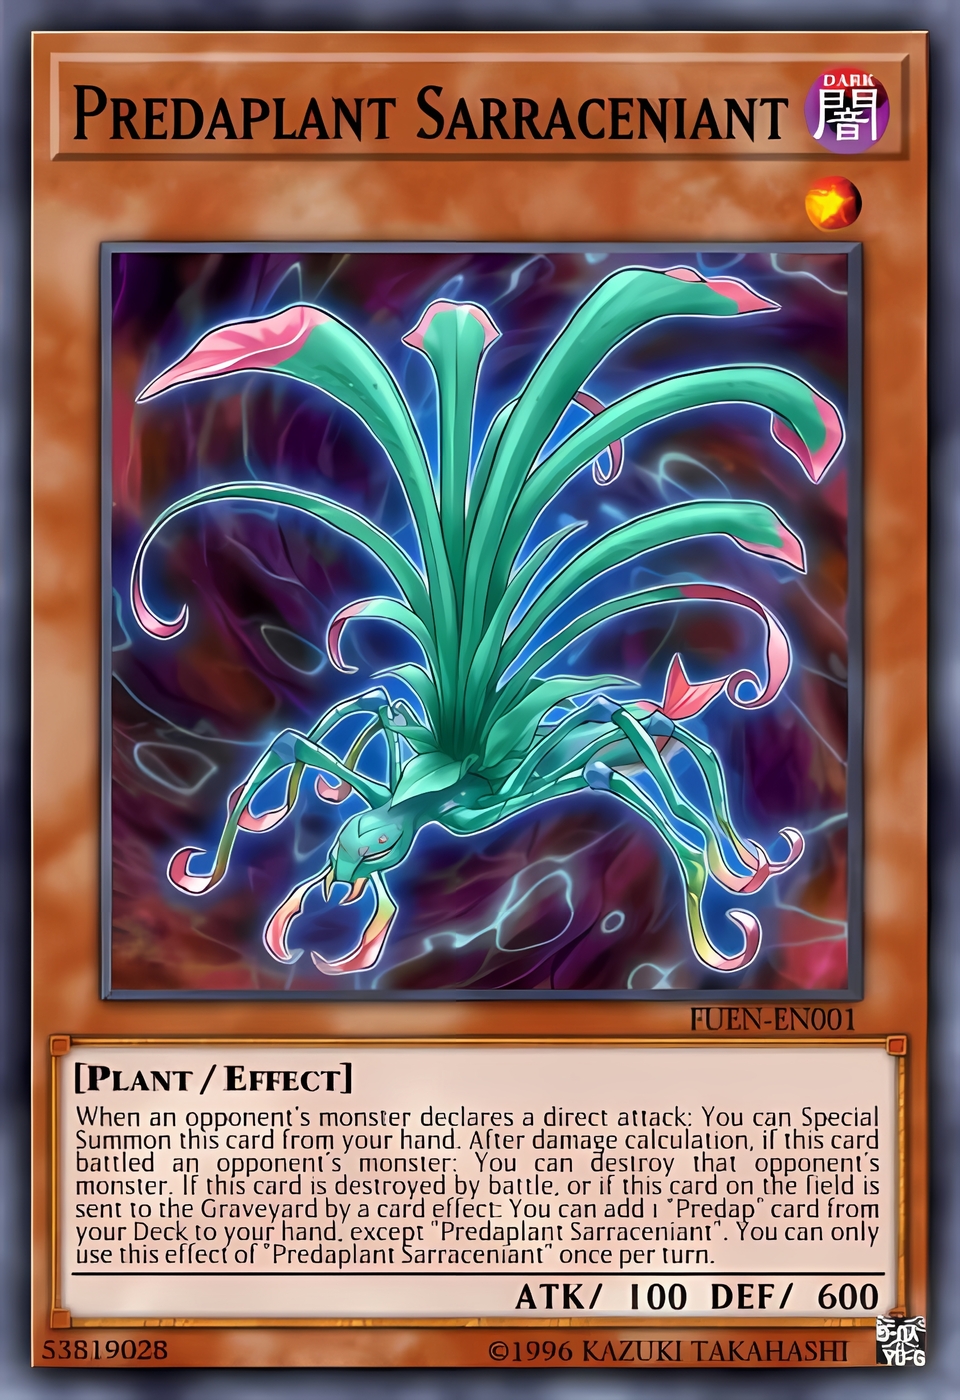 PREDAPLANT SARRACENIANT
DARK
闇
FUEN-EN001
[PLANT / EFFECT]
When an opponent's monster declares a direct attack: You can Special
Summon this card from your hand. After damage calculation, if this card
battled an opponent's monster: You can destroy that opponent's
monster. If this card is destroyed by battle, or if this card on the field is
sent to the Graveyard by a card effect: You can add 1 "Predap" card from
your Deck to your hand, except "Predaplant Sarraceniant". You can only
use this effect of "Predaplant Sarraceniant" once per turn.
ATK/ 100 DEF/ 600
53819028
©1996 KAZUKI TAKAHASHI